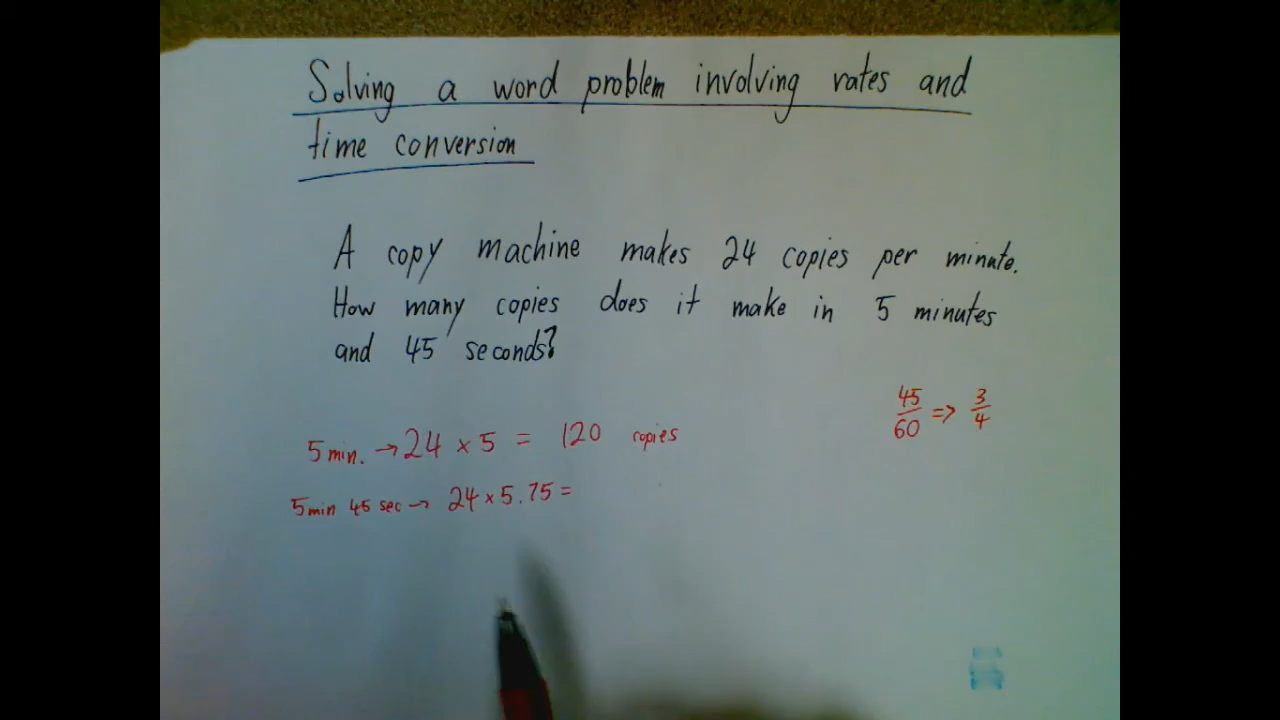 Solving a word problem involving rates and
time conversion
A copy machine makes 24 copies per minute.
How many copies does it make in 5 minutes
and 45 seconds?
45/60 => 3/4
5 min. → 24 × 5 = 120 copies
5 min 45 sec → 24 × 5.75 =